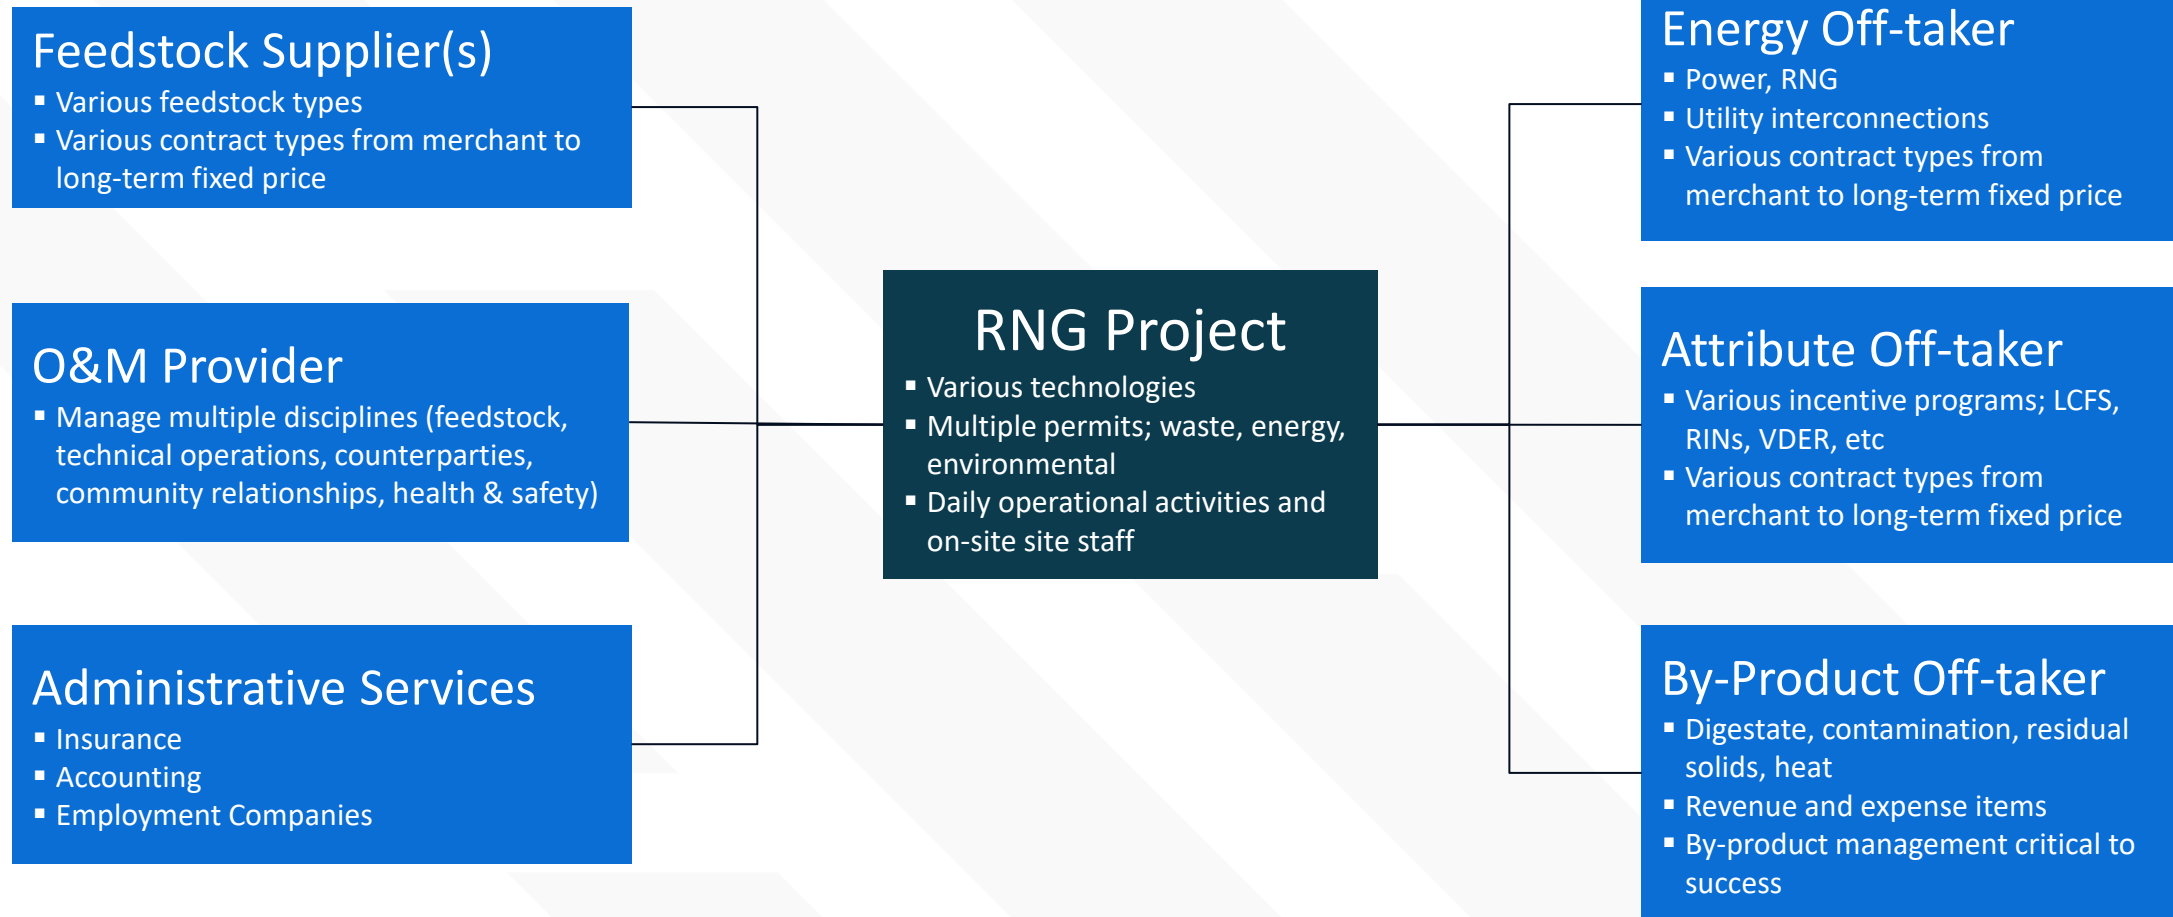 Feedstock Supplier(s)
▪ Various feedstock types
▪ Various contract types from merchant to
long-term fixed price
O&M Provider
▪ Manage multiple disciplines (feedstock,
technical operations, counterparties,
community relationships, health & safety)
Administrative Services
▪ Insurance
▪ Accounting
▪ Employment Companies
RNG Project
▪ Various technologies
▪ Multiple permits; waste, energy,
environmental
▪ Daily operational activities and
on-site site staff
Energy Off-taker
▪ Power, RNG
▪ Utility interconnections
▪ Various contract types from
merchant to long-term fixed price
Attribute Off-taker
▪ Various incentive programs; LCFS,
RINs, VDER, etc
▪ Various contract types from
merchant to long-term fixed price
By-Product Off-taker
▪ Digestate, contamination, residual
solids, heat
▪ Revenue and expense items
▪ By-product management critical to
success